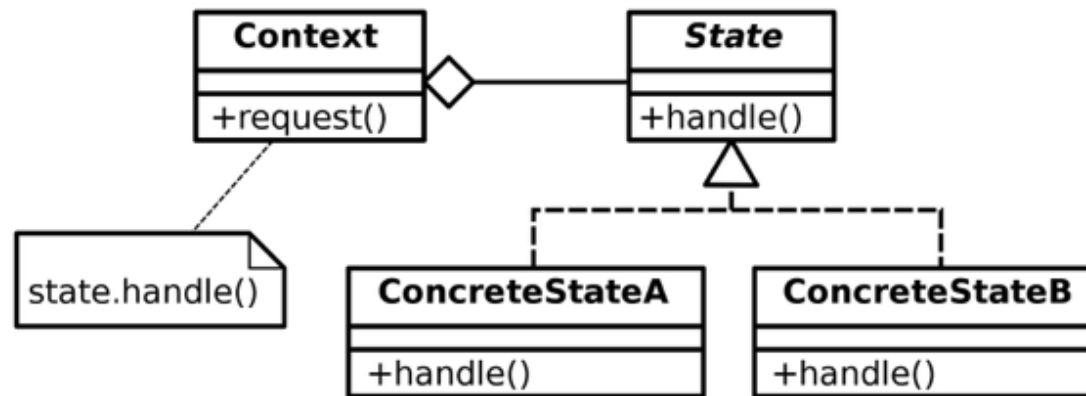 Context
+request()
State
+handle()
state.handle()
ConcreteStateA
+handle()
ConcreteStateB
+handle()